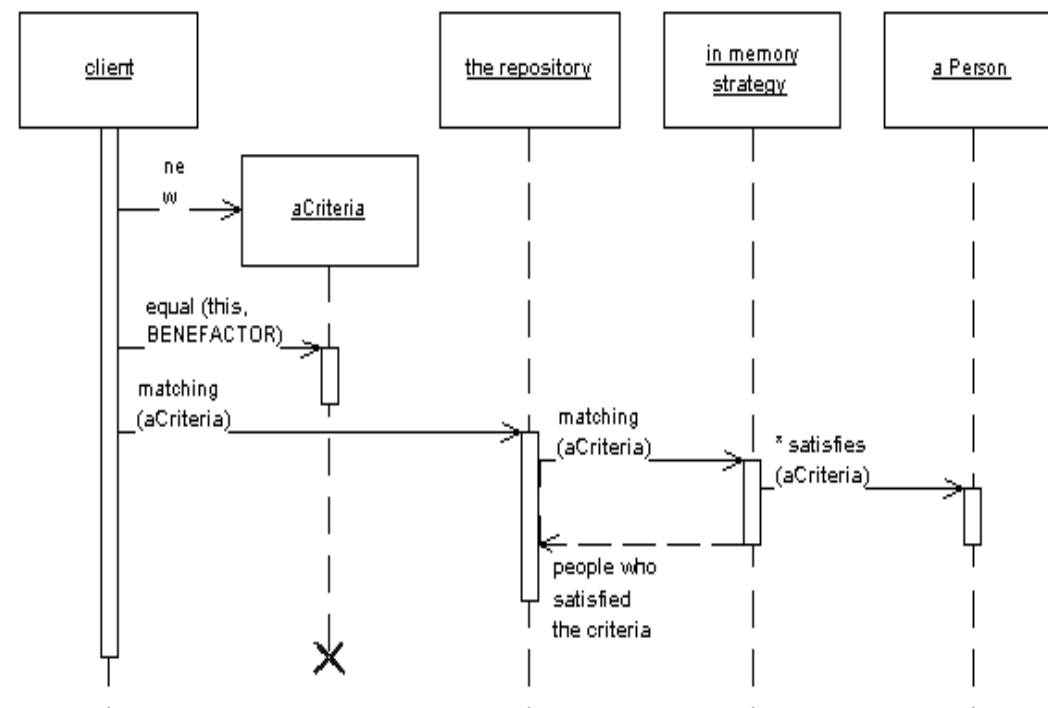 client
the repository
in memory
strategy
a Person
ne
w
aCriteria
equal (this,
BENEFACTOR)
matching
(aCriteria)
matching
(aCriteria)
* satisfies
(aCriteria)
people who
satisfied
the criteria